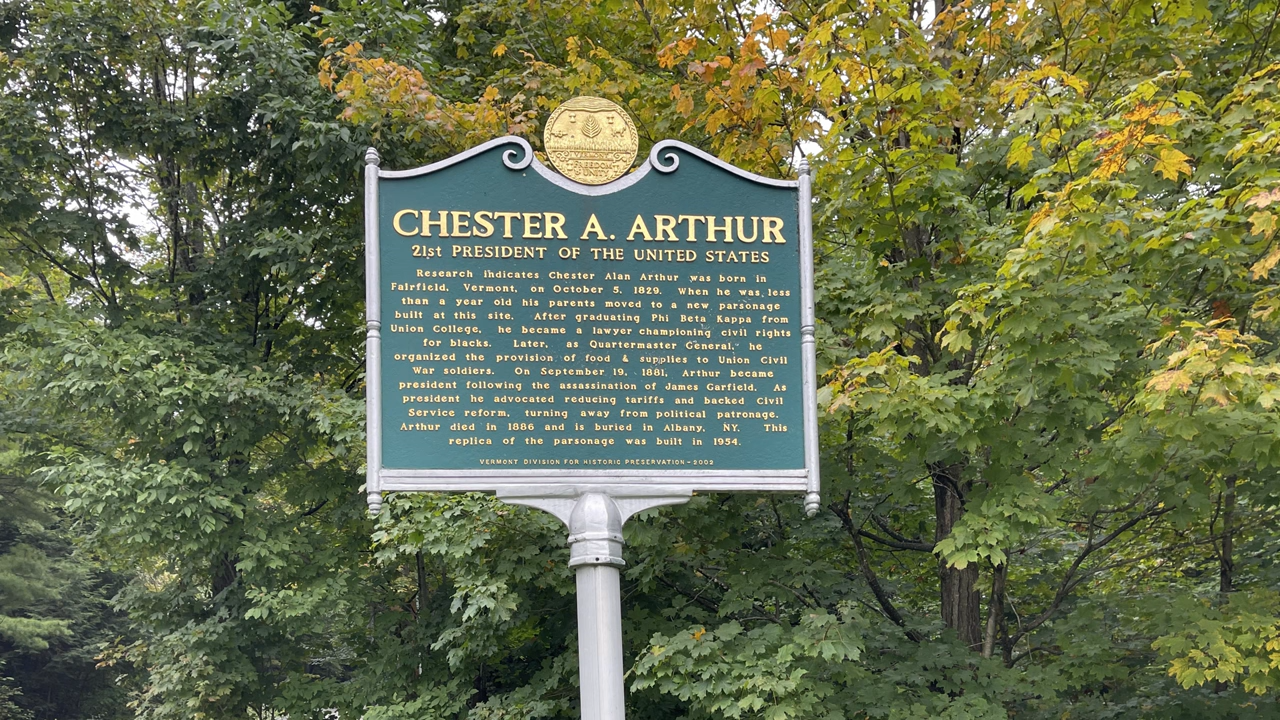 VERMONT
FREEDOM
& UNITY
CHESTER A. ARTHUR
21st PRESIDENT OF THE UNITED STATES
Research indicates Chester Alan Arthur was born in
Fairfield, Vermont, on October 5, 1829. When he was less
than a year old his parents moved to a new parsonage
built at this site. After graduating Phi Beta Kappa from
Union College, he became a lawyer championing civil rights
for blacks. Later, as Quartermaster General, he
organized the provision of food & supplies to Union Civil
War soldiers. On September 19, 1881, Arthur became
president following the assassination of James Garfield. As
president he advocated reducing tariffs and backed Civil
Service reform, turning away from political patronage.
Arthur died in 1886 and is buried in Albany, NY. This
replica of the parsonage was built in 1954.
VERMONT DIVISION FOR HISTORIC PRESERVATION-2002